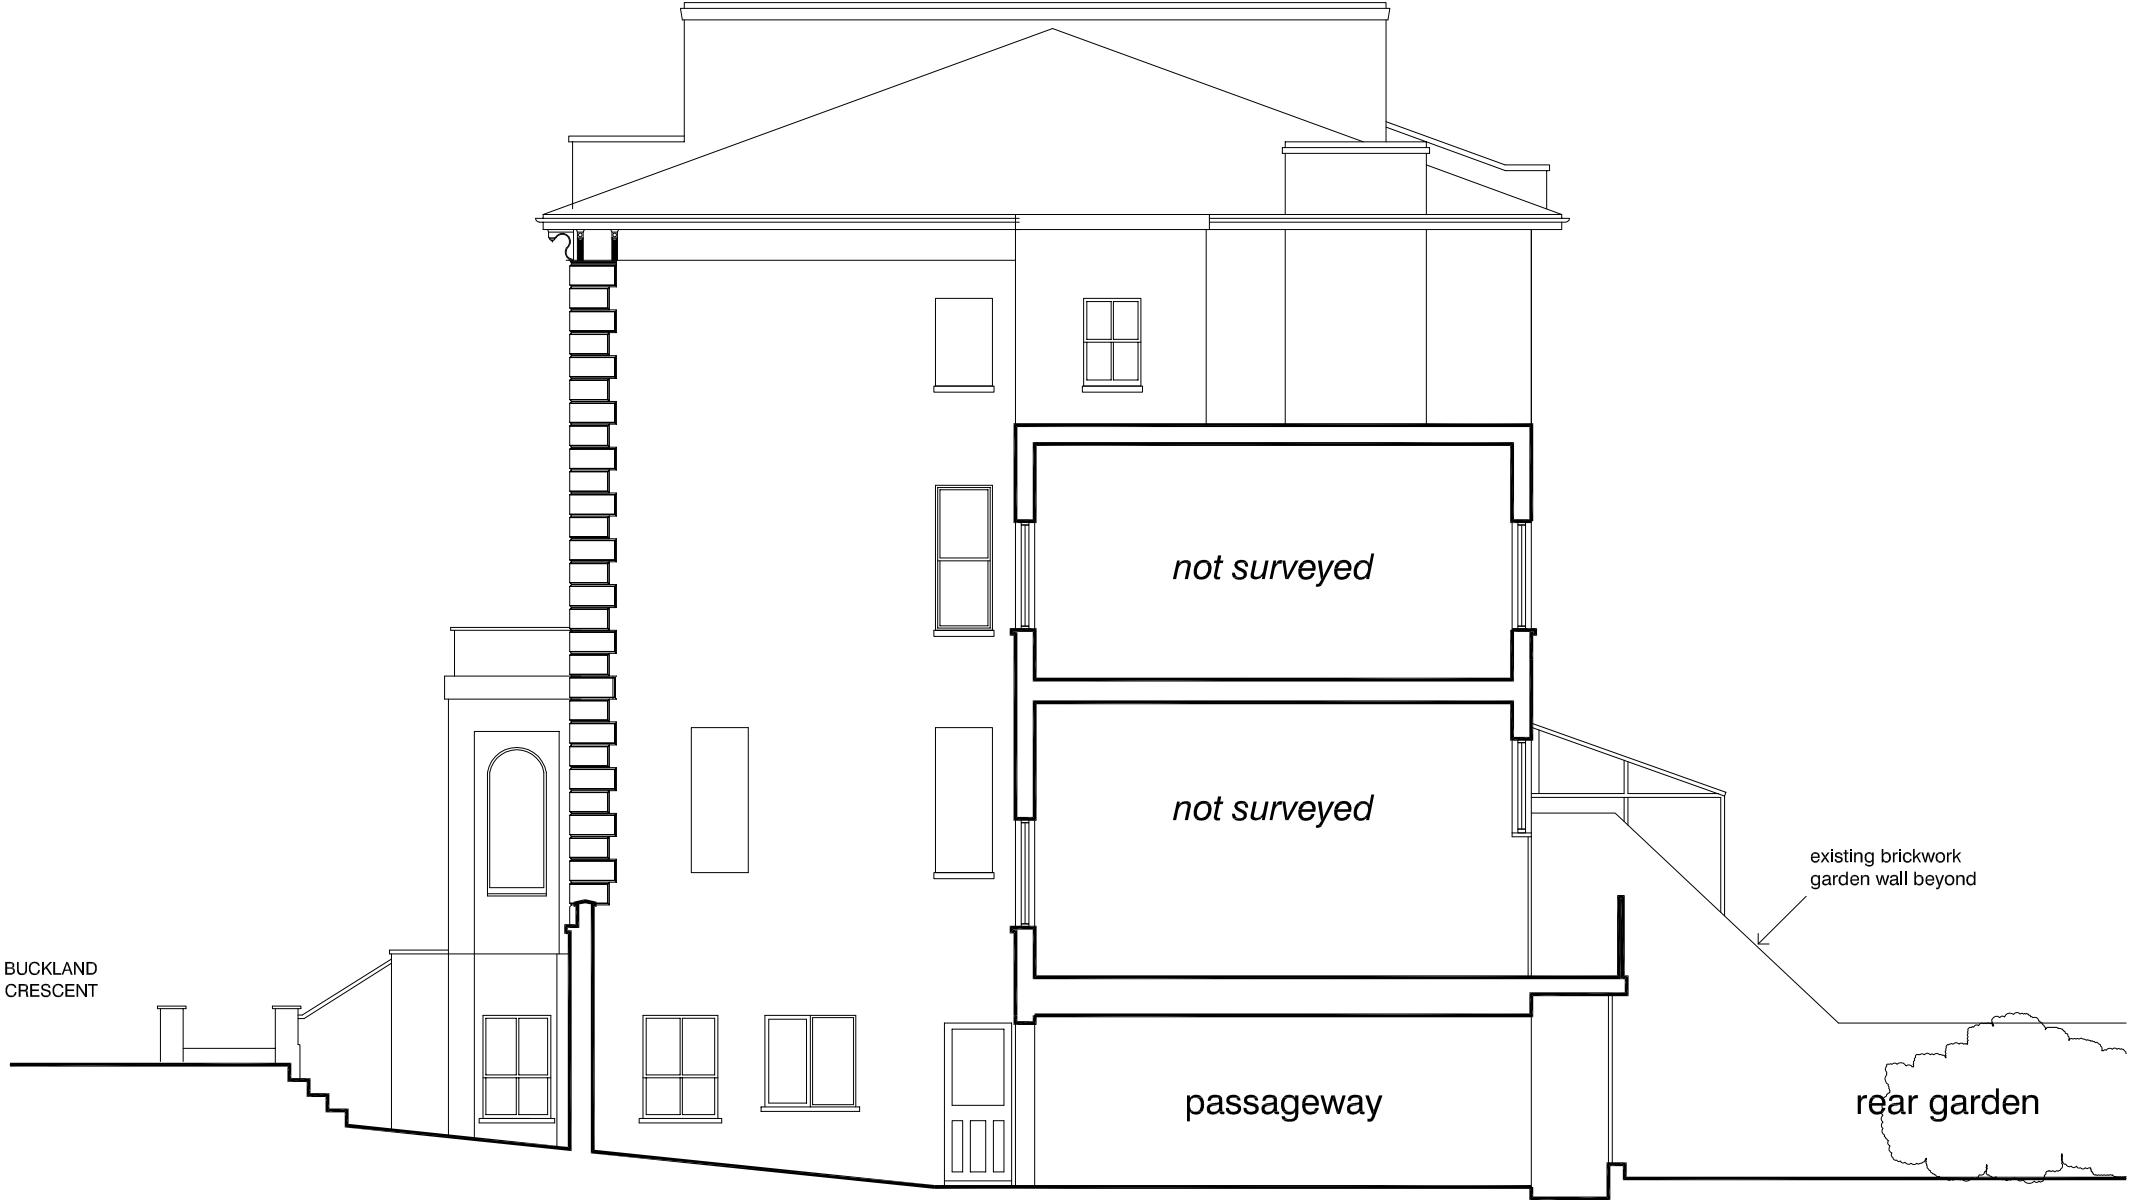 not surveyed
not surveyed
existing brickwork
garden wall beyond
BUCKLAND
CRESCENT
passageway
rear garden